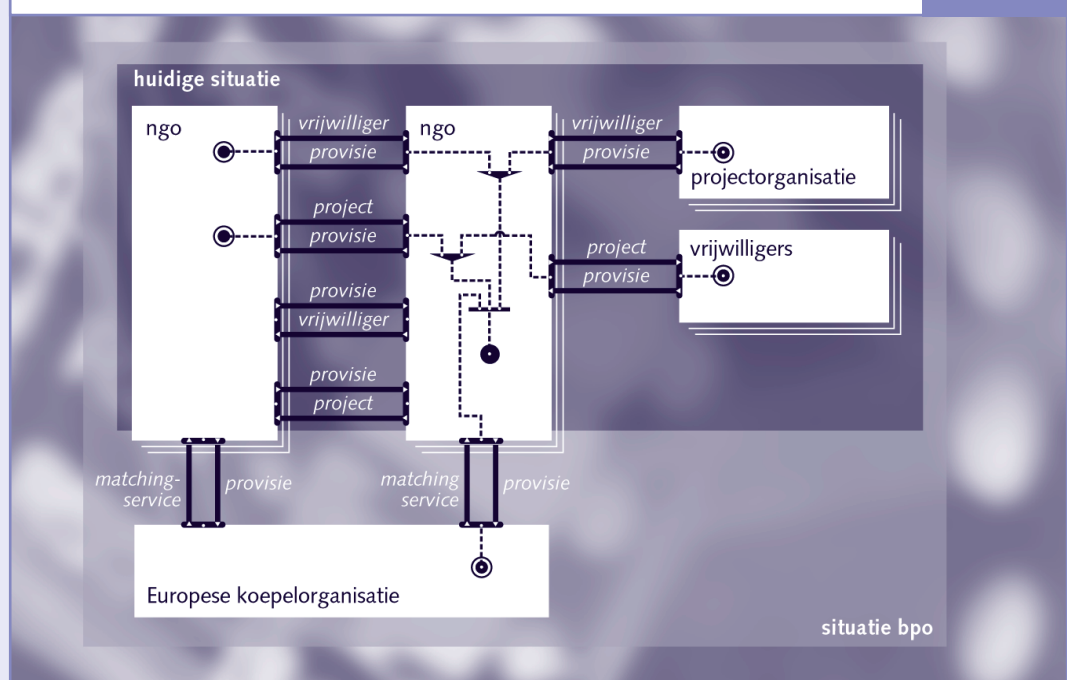 huidige situatie
ngo
vrijwilliger
provisie
project
provisie
provisie
vrijwilliger
provisie
project
ngo
vrijwilliger
provisie
project
provisie
projectorganisatie
vrijwilligers
matching-
service
provisie
matching
service
provisie
Europese koepelorganisatie
situatie bpo